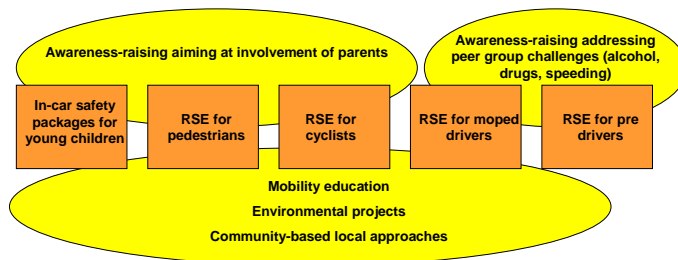 Awareness-raising aiming at involvement of parents
Awareness-raising addressing
peer group challenges (alcohol,
drugs, speeding)
In-car safety
packages for
young children
RSE for
pedestrians
RSE for
cyclists
RSE for moped
drivers
RSE for pre
drivers
Mobility education
Environmental projects
Community-based local approaches